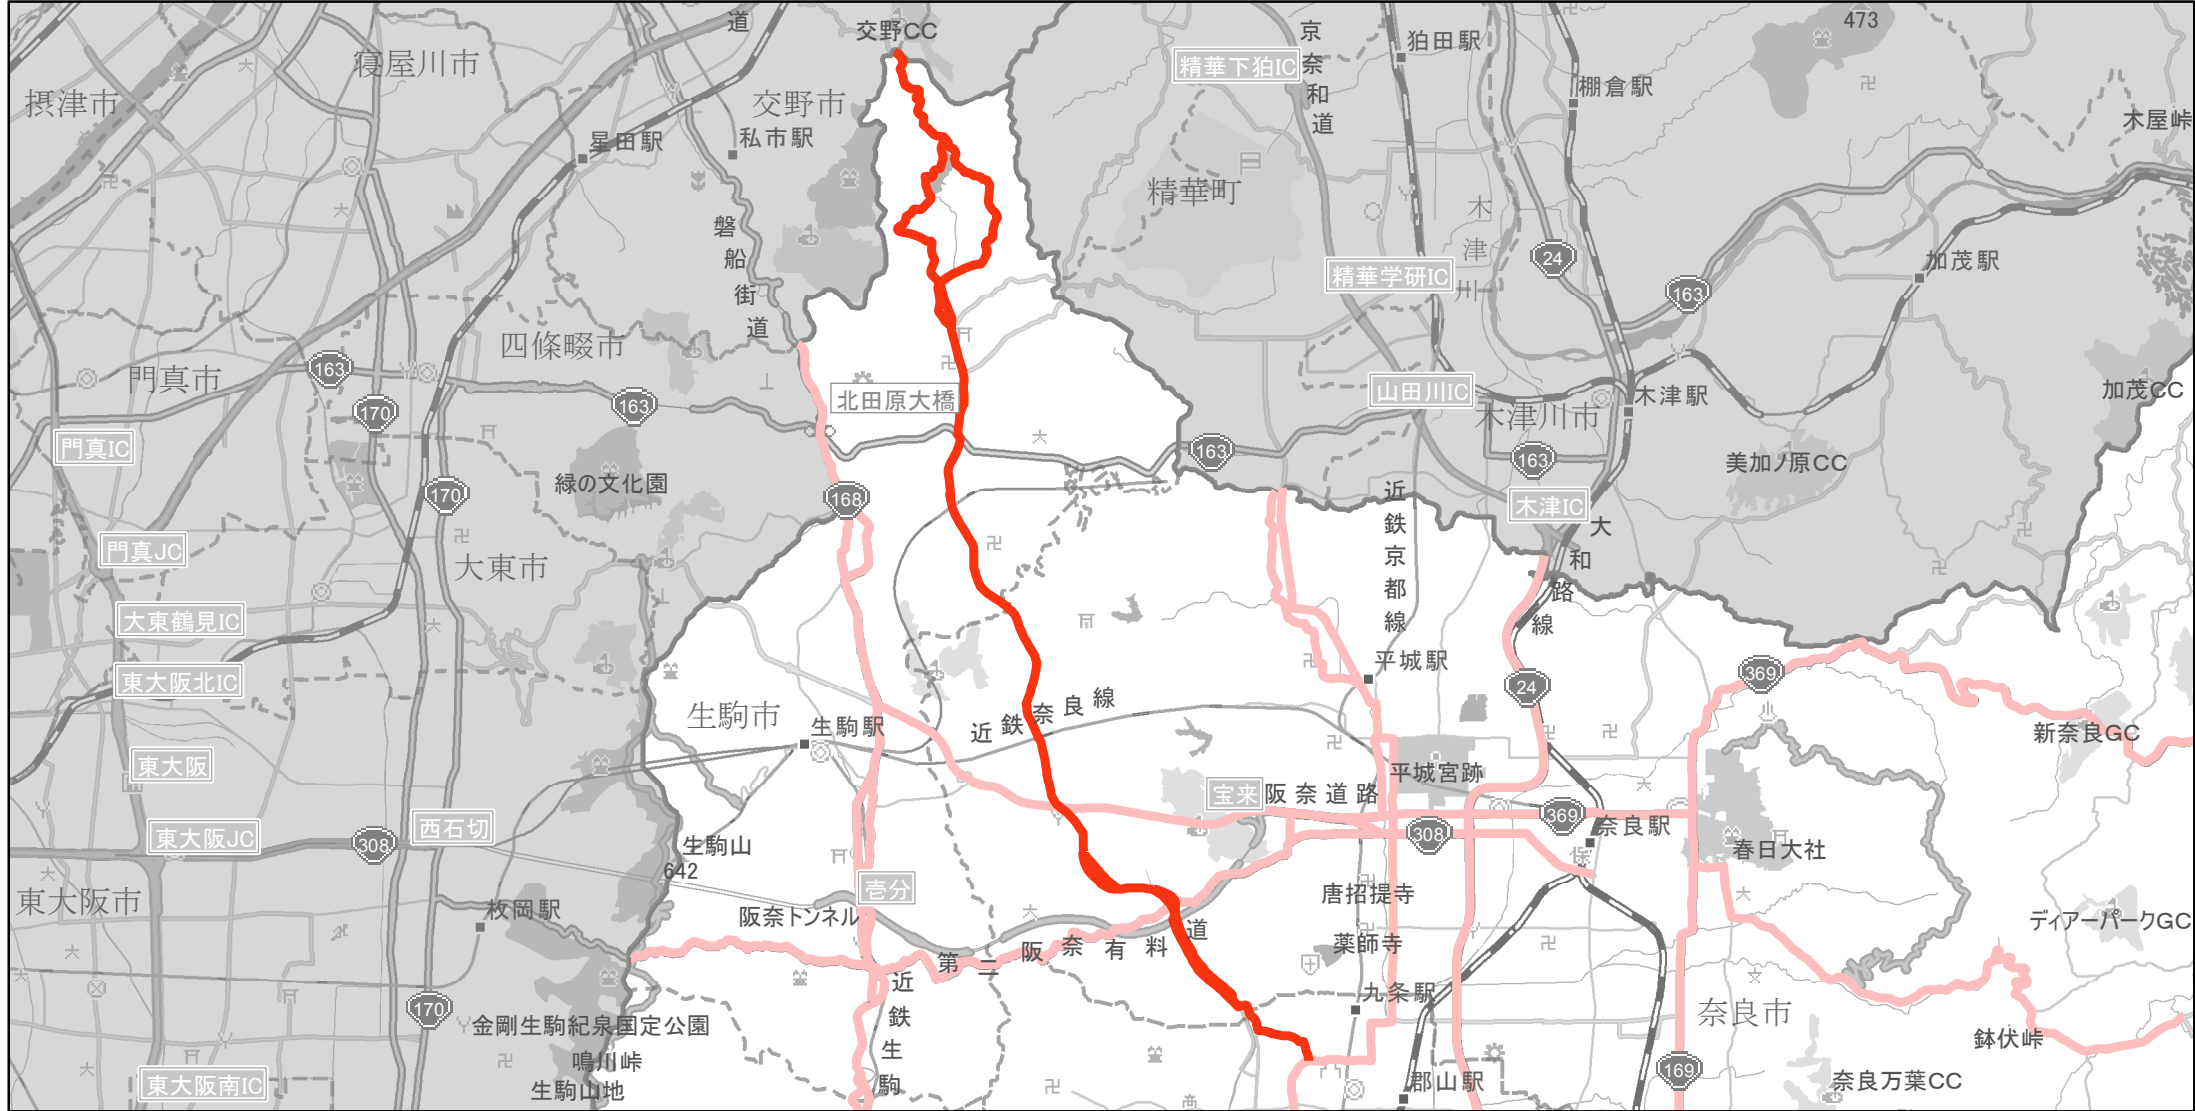 道
交野CC
京奈和道
473
狛田駅
精華下狛IC
寝屋川市
棚倉駅
摂津市
交野市
木屋峠
星田駅
私市駅
精華町
木津川
磐船街道
24
加茂駅
精華学研IC
163
四條畷市
163
門真市
山田川IC
木津駅
加茂CC
北田原大橋
163
170
木津川市
門真IC
163
163
美加ノ原CC
緑の文化園
170
168
近鉄京都線
木津IC
大和路線
門真JC
大東市
大東鶴見IC
平城駅
東大阪北IC
369
24
生駒市
生駒駅
近鉄奈良線
新奈良GC
東大阪
平城宮跡
宝来
阪奈道路
西石切
369
奈良駅
東大阪JC
308
308
生駒山
642
春日大社
壱分
唐招提寺
東大阪市
枚岡駅
阪奈トンネル
ディアーパークGC
第二阪奈有料道
薬師寺
近鉄生駒
九条駅
170
奈良市
金剛生駒紀泉国定公園
鉢伏峠
鳴川峠
169
東大阪南IC
生駒山地
郡山駅
奈良万葉CC